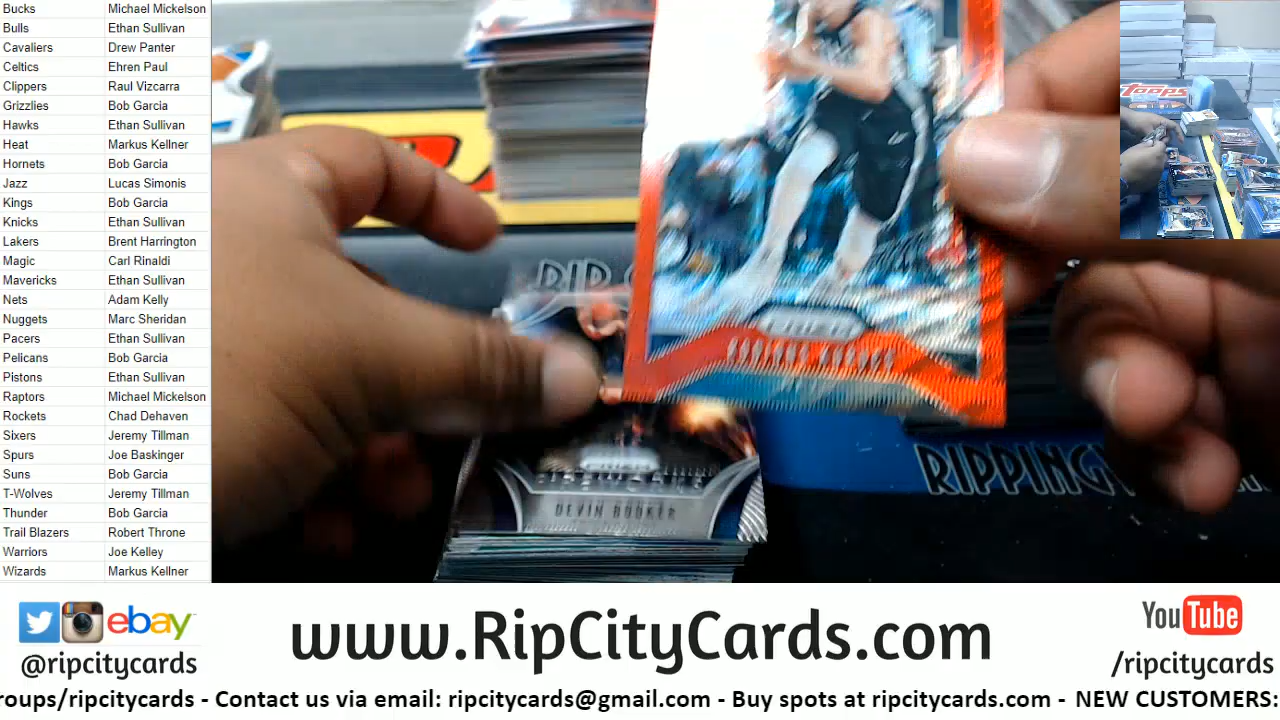 Bucks Michael Mickelson
Bulls Ethan Sullivan
Cavaliers Drew Panter
Celtics Ehren Paul
Clippers Raul Vizcarra
Grizzlies Bob Garcia
Hawks Ethan Sullivan
Heat Markus Kellner
Hornets Bob Garcia
Jazz Lucas Simonis
Kings Bob Garcia
Knicks Ethan Sullivan
Lakers Brent Harrington
Magic Carl Rinaldi
Mavericks Ethan Sullivan
Nets Adam Kelly
Nuggets Marc Sheridan
Pacers Ethan Sullivan
Pelicans Bob Garcia
Pistons Ethan Sullivan
Raptors Michael Mickelson
Rockets Chad Dehaven
Sixers Jeremy Tillman
Spurs Joe Baskinger
Suns Bob Garcia
T-Wolves Jeremy Tillman
Thunder Bob Garcia
Trail Blazers Robert Throne
Warriors Joe Kelley
Wizards Markus Kellner
Topps
RIP
DEVIN BOOKER
ebay
@ripcitycards
www.RipCityCards.com
YouTube
/ripcitycards
roups/ripcitycards - Contact us via email: ripcitycards@gmail.com - Buy spots at ripcitycards.com - NEW CUSTOMERS: